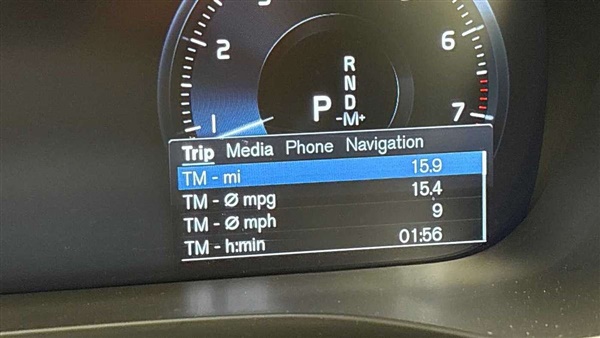 3
2
6
1
7
R
N
D
P -M+
Trip Media Phone Navigation
TM - mi 15.9
TM - Ø mpg 15.4
TM - Ø mph 9
TM - h:min 01:56